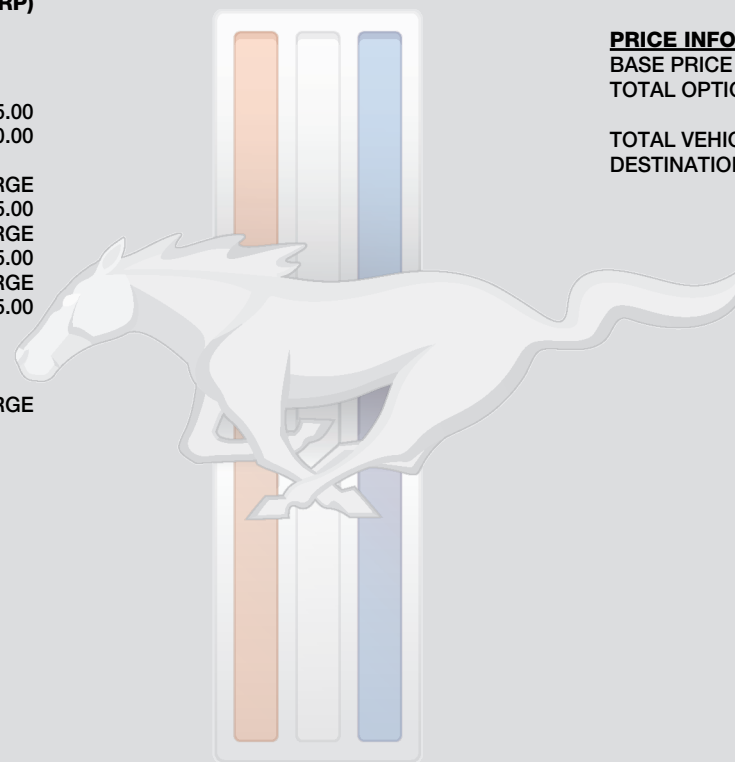 RP)
5.00
0.00
RGE
5.00
RGE
5.00
RGE
5.00
RGE
PRICE INFO
BASE PRICE
TOTAL OPTIO
TOTAL VEHIC
DESTINATION